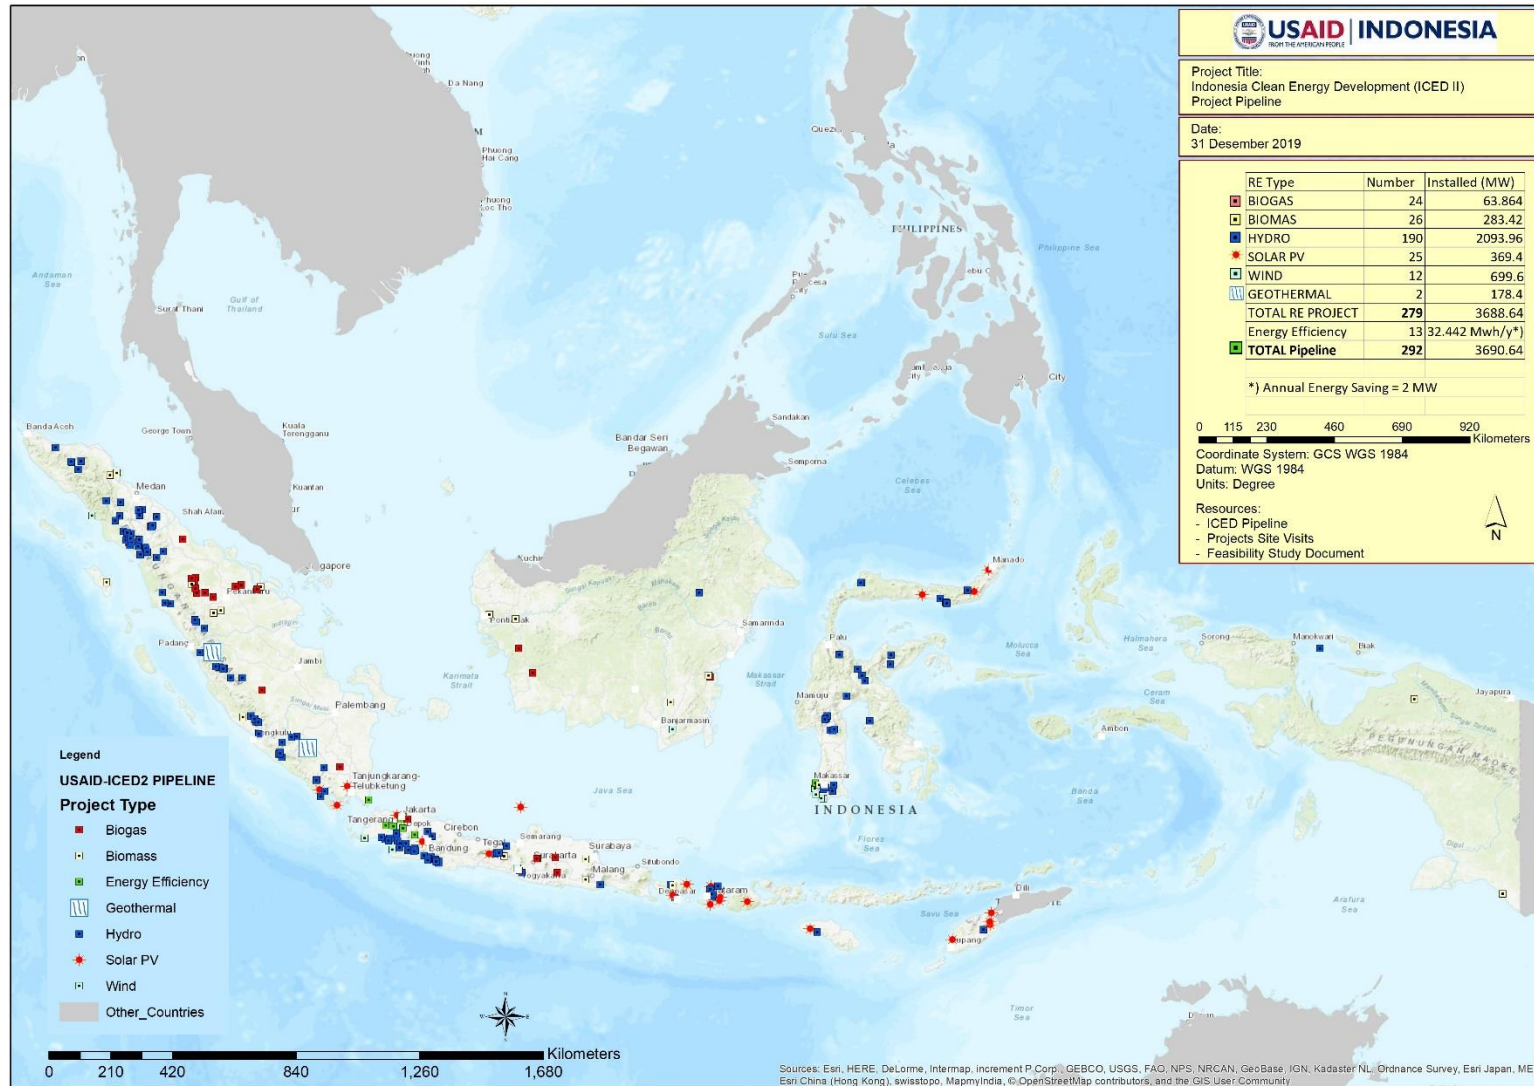 USAID | INDONESIA
FROM THE AMERICAN PEOPLE
Project Title:
Indonesia Clean Energy Development (ICED II)
Project Pipeline
Date:
31 Desember 2019
RE Type Number Installed (MW)
BIOGAS 24 63.864
BIOMAS 26 283.42
HYDRO 190 2093.96
SOLAR PV 25 369.4
WIND 12 699.6
GEOTHERMAL 2 178.4
TOTAL RE PROJECT 279 3688.64
Energy Efficiency 13 32.442 Mwh/y*)
TOTAL Pipeline 292 3690.64
*) Annual Energy Saving = 2 MW
0 115 230 460 690 920
Kilometers
Coordinate System: GCS WGS 1984
Datum: WGS 1984
Units: Degree
Resources:
- ICED Pipeline
- Projects Site Visits
- Feasibility Study Document
N
Da Nang
Phuong
Hai Cang
PHILIPPINES
Philippine Sea
Andaman
Sea
Gulf of
Thailand
Surat Thani
Sulu Sea
City
Banda Aceh
George Town
Kuala
Terengganu
Sandakan
Bandar Seri
Begawan
Semporna
Celebes
Sea
Medan
Kuantan
Shah Alam
Manado
Samarinda
Padang
Jambi
Karimata
Strait
Makassar
Strait
Palu
Molucca
Sea
Halmahera
Sea
Sorong
Manokwari
Biak
Mamuju
Ceram
Sea
Jayapura
Palembang
Banjarmasin
Ambon
PEGUNUNGAN MAOKE
Tanjungkarang-
Telubketung
Java Sea
Makassar
INDONESIA
Banda
Sea
Jakarta
Tangerang
Cirebon
Tegal
Semarang
Surabaya
Bandung
Surakarta
Situbondo
Flores
Sea
Yogyakarta
Malang
Denpasar
Dili
Savu Sea
Arafura
Sea
Timor
Sea
Legend
USAID-ICED2 PIPELINE
Project Type
Biogas
Biomass
Energy Efficiency
Geothermal
Hydro
Solar PV
Wind
Other_Countries
Kilometers
0 210 420 840 1,260 1,680
Sources: Esri, HERE, DeLorme, Intermap, increment P Corp., GEBCO, USGS, FAO, NPS, NRCAN, GeoBase, IGN, Kadaster NL, Ordnance Survey, Esri Japan, ME
Esri China (Hong Kong), swisstopo, MapmyIndia, © OpenStreetMap contributors, and the GIS User Community